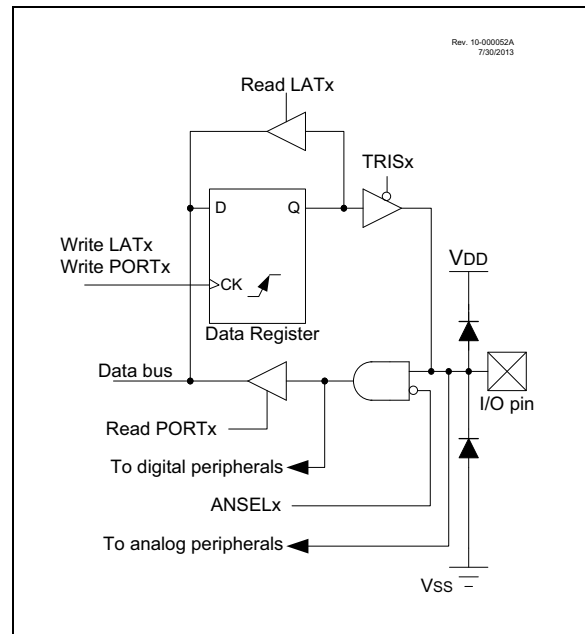 Rev. 10-000052A
7/30/2013
Read LATx
TRISx
D
Q
Write LATx
Write PORTx
CK
VDD
Data Register
Data bus
I/O pin
Read PORTx
To digital peripherals
ANSELx
To analog peripherals
Vss